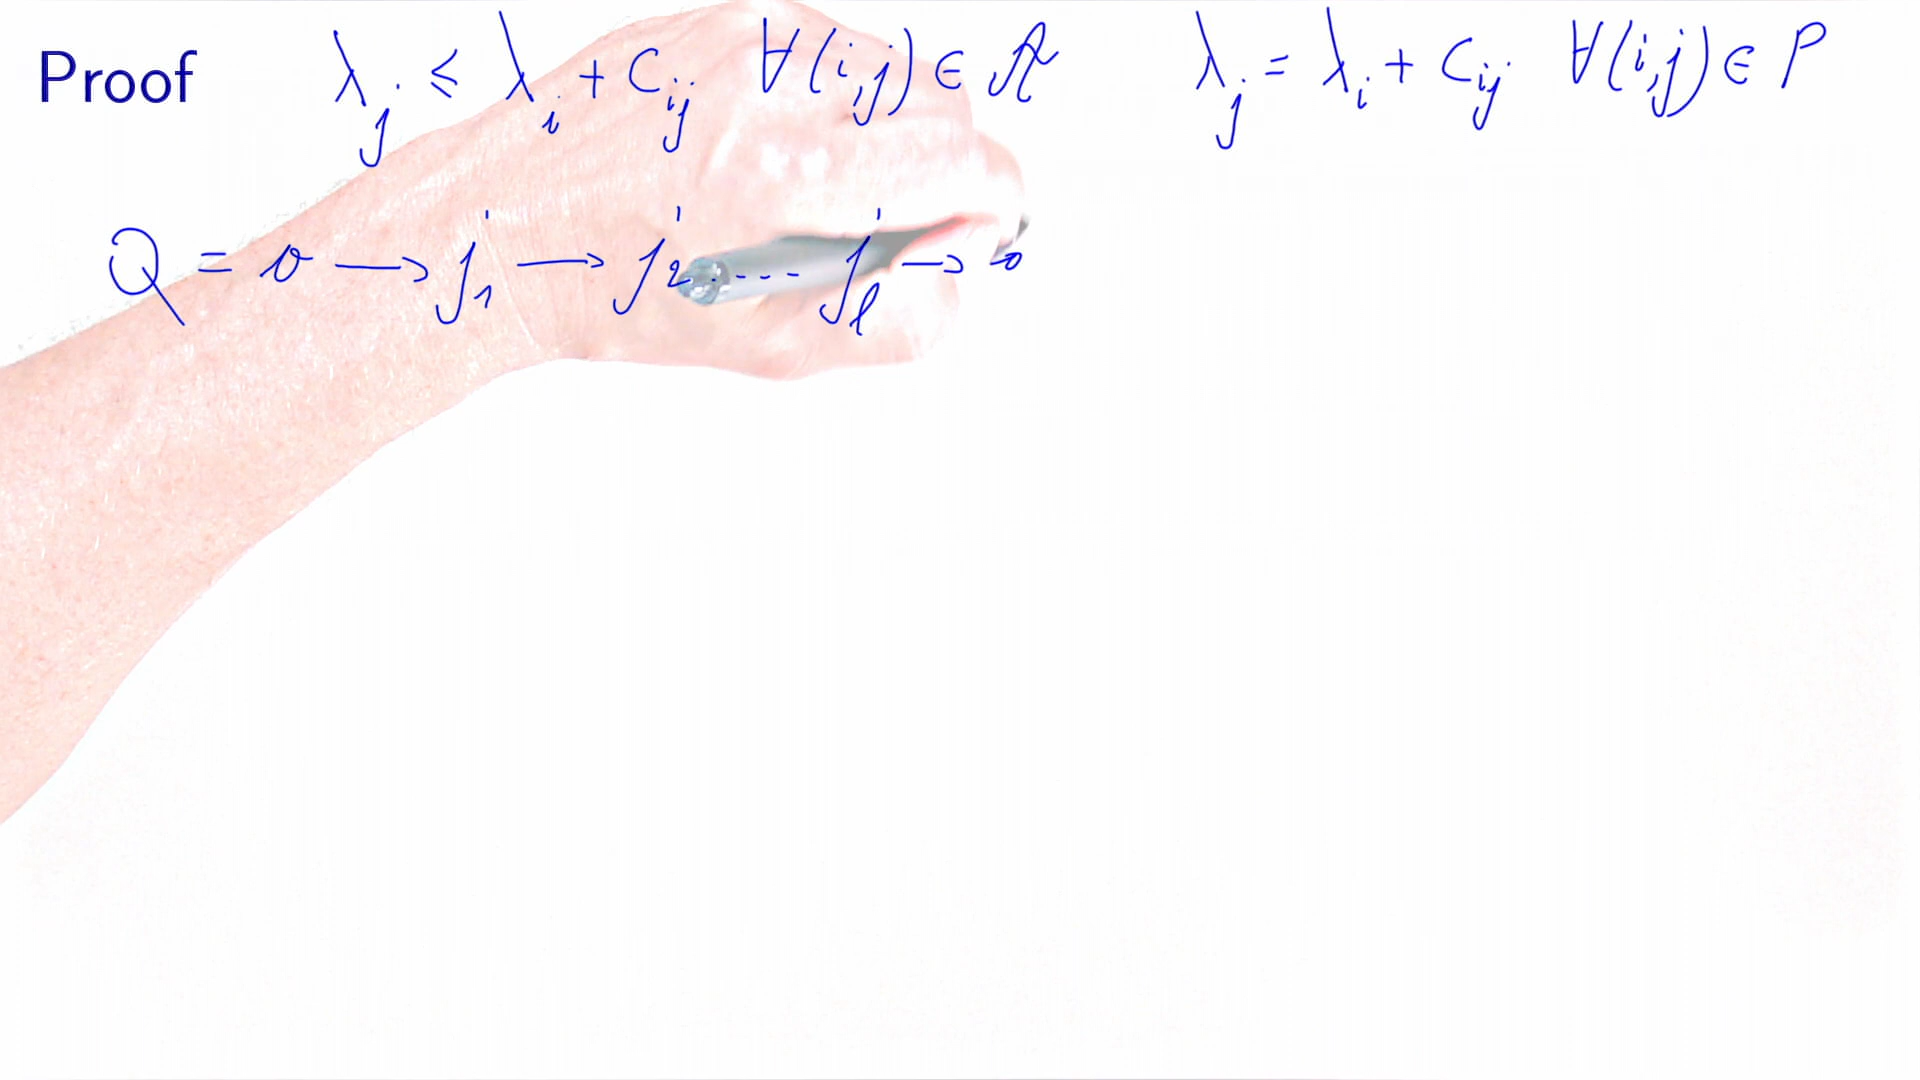 Proof λ_j ≤ λ_i + c_ij ∀(i,j) ∈ A λ_j = λ_i + c_ij ∀(i,j) ∈ P
Q = o → j_1 → j_2 ... j_ℓ →